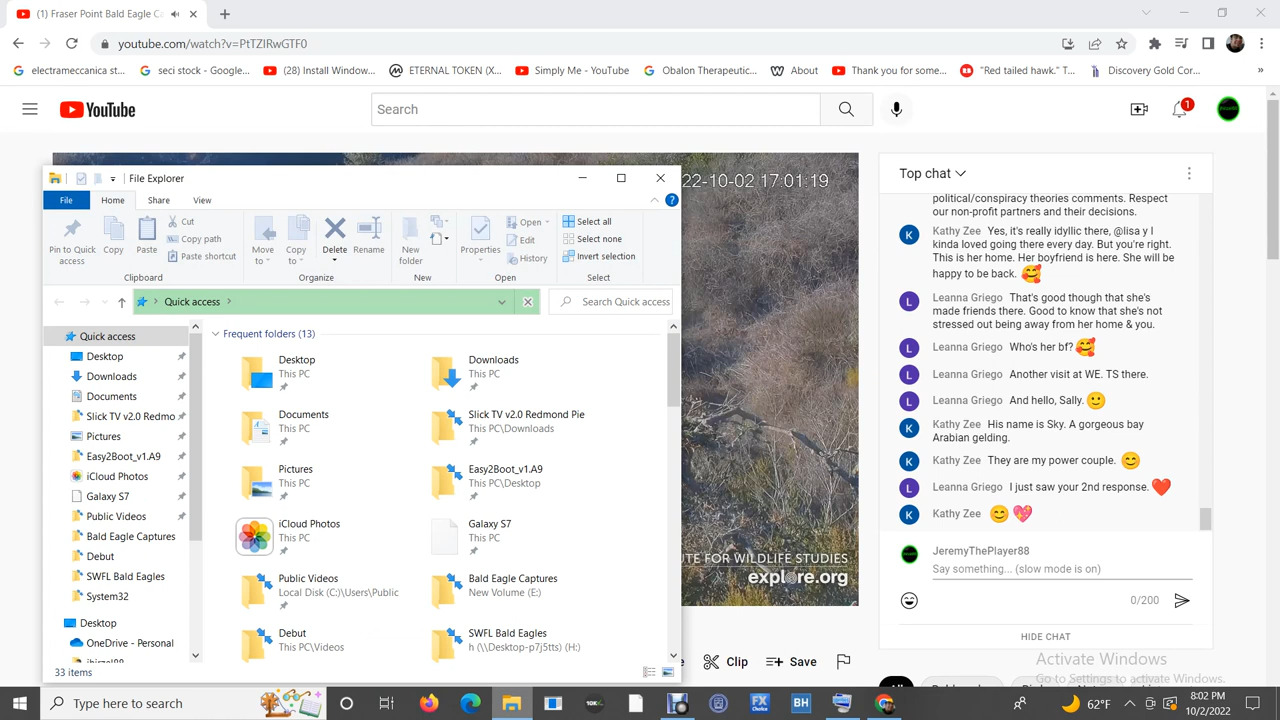 (1) Fraser Point Bald Eagle Ca
youtube.com/watch?v=PtTZlRwGTF0
electrameccanica st...
seci stock - Google...
(28) Install Window...
ETERNAL TOKEN (X...
Simply Me - YouTube
Obalon Therapeutic...
About
Thank you for some...
"Red tailed hawk." T...
Discovery Gold Cor...
»
YouTube
Search
1
22-10-02 17:01:19
UTE FOR WILDLIFE STUDIES
explore.org
Clip
Save
File Explorer
File
Home
Share
View
Pin to Quick access
Copy
Paste
Cut
Copy path
Paste shortcut
Clipboard
Move to
Copy to
Delete
Rename
Organize
New folder
New
Properties
Open
Edit
History
Open
Select all
Select none
Invert selection
Select
Quick access
Search Quick access
Quick access
Desktop
Downloads
Documents
Slick TV v2.0 Redmo
Pictures
Easy2Boot_v1.A9
iCloud Photos
Galaxy S7
Public Videos
Bald Eagle Captures
Debut
SWFL Bald Eagles
System32
Desktop
OneDrive - Personal
Frequent folders (13)
Desktop
This PC
Downloads
This PC
Documents
This PC
Slick TV v2.0 Redmond Pie
This PC\Downloads
Pictures
This PC
Easy2Boot_v1.A9
This PC\Desktop
iCloud Photos
This PC
Galaxy S7
This PC
Public Videos
Local Disk (C:)\Users\Public
Bald Eagle Captures
New Volume (E:)
Debut
This PC\Videos
SWFL Bald Eagles
h (\\Desktop-p7j5tts) (H:)
33 items
Top chat
political/conspiracy theories comments. Respect
our non-profit partners and their decisions.
Kathy Zee Yes, it's really idyllic there, @lisa y I
kinda loved going there every day. But you're right.
This is her home. Her boyfriend is here. She will be
happy to be back. 🥰
Leanna Griego That's good though that she's
made friends there. Good to know that she's not
stressed out being away from her home & you.
Leanna Griego Who's her bf? 🥰
Leanna Griego Another visit at WE. TS there.
Leanna Griego And hello, Sally. 🙂
Kathy Zee His name is Sky. A gorgeous bay
Arabian gelding.
Kathy Zee They are my power couple. 😊
Leanna Griego I just saw your 2nd response. ❤️
Kathy Zee 😊 💖
JeremyThePlayer88
Say something... (slow mode is on)
0/200
HIDE CHAT
Activate Windows
Go to Settings to activate Windows.
Type here to search
62°F
8:02 PM
10/2/2022